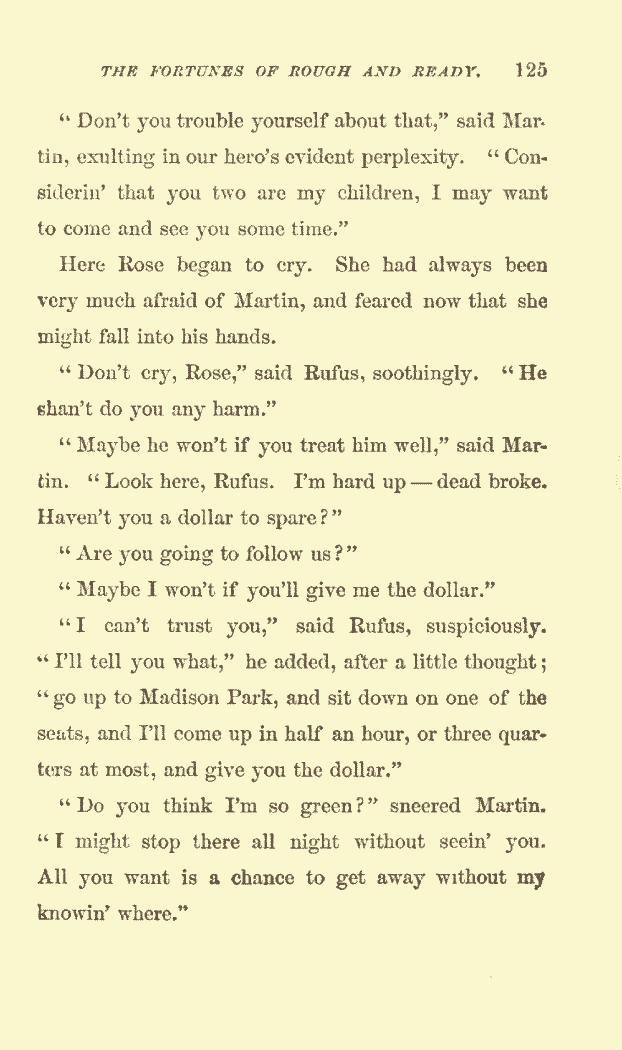 THE FORTUNES OF ROUGH AND READY. 125
“Don’t you trouble yourself about that,” said Mar-
tin, exulting in our hero’s evident perplexity. “Con-
siderin’ that you two are my children, I may want
to come and see you some time.”
Here Rose began to cry. She had always been
very much afraid of Martin, and feared now that she
might fall into his hands.
“Don’t cry, Rose,” said Rufus, soothingly. “He
shan’t do you any harm.”
“Maybe he won’t if you treat him well,” said Mar-
tin. “Look here, Rufus. I’m hard up — dead broke.
Haven’t you a dollar to spare?”
“Are you going to follow us?”
“Maybe I won’t if you’ll give me the dollar.”
“I can’t trust you,” said Rufus, suspiciously.
“I’ll tell you what,” he added, after a little thought;
“go up to Madison Park, and sit down on one of the
seats, and I’ll come up in half an hour, or three quar-
ters at most, and give you the dollar.”
“Do you think I’m so green?” sneered Martin.
“I might stop there all night without seein’ you.
All you want is a chance to get away without my
knowin’ where.”